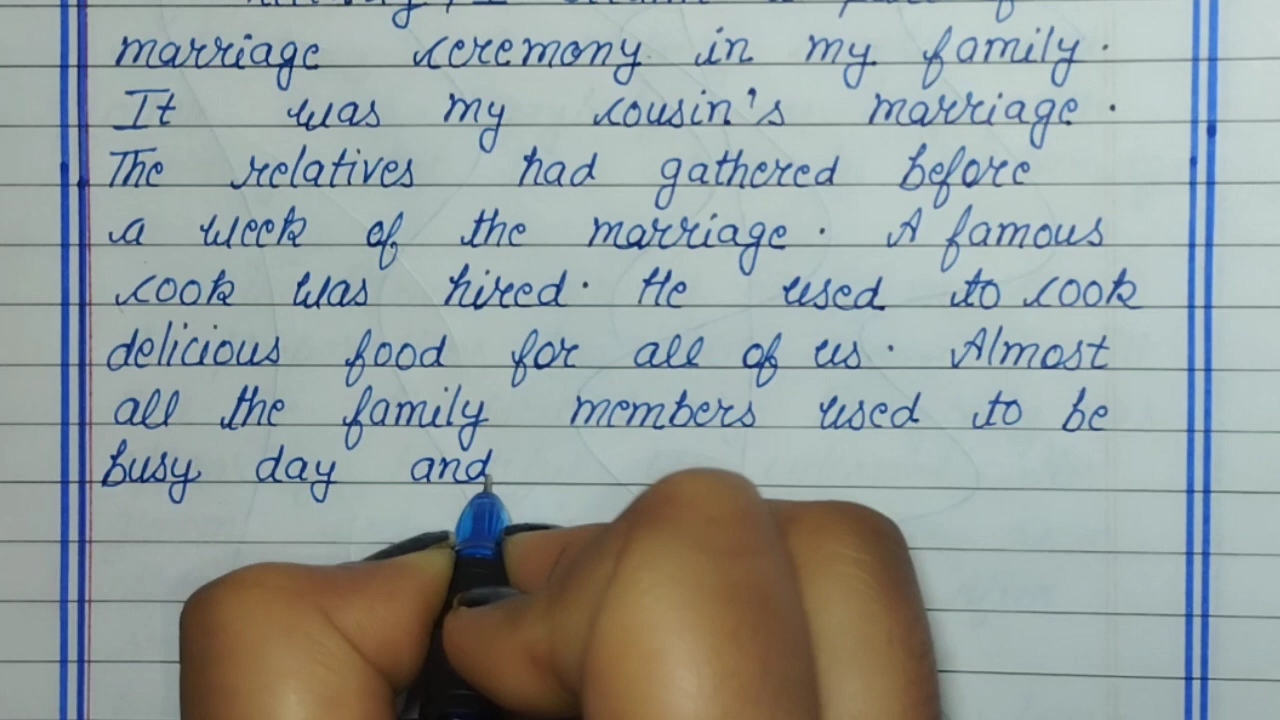 marriage ceremony in my family.
It was my cousin's marriage.
The relatives had gathered before
a week of the marriage. A famous
cook was hired. He used to cook
delicious food for all of us. Almost
all the family members used to be
busy day and